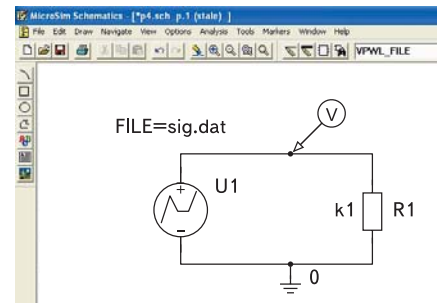 MicroSim Schematics - [*p4.sch p.1 (stale) ]
File Edit Draw Navigate View Options Analysis Tools Markers Window Help
VPWL_FILE
V
FILE=sig.dat
U1
k1 R1
0